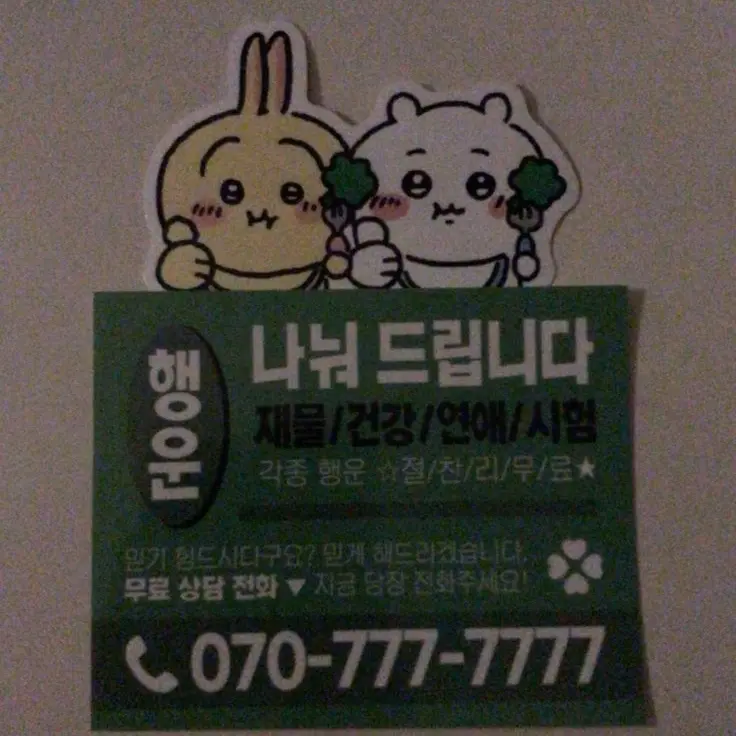 행운
나눠 드립니다
재물/건강/연애/시험
각종 행운 ☆절/찬/리/무/료★
믿기 힘드시다구요? 믿게 해드리겠습니다.
무료 상담 전화 ▼ 지금 당장 전화주세요!
070-777-7777